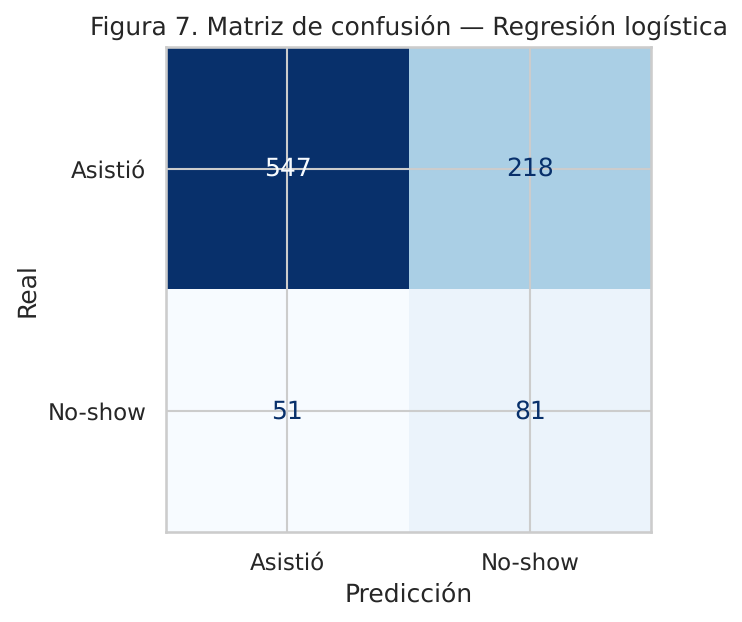 Figura 7. Matriz de confusión — Regresión logística
Asistió
547
218
Real
No-show
51
81
Asistió
No-show
Predicción